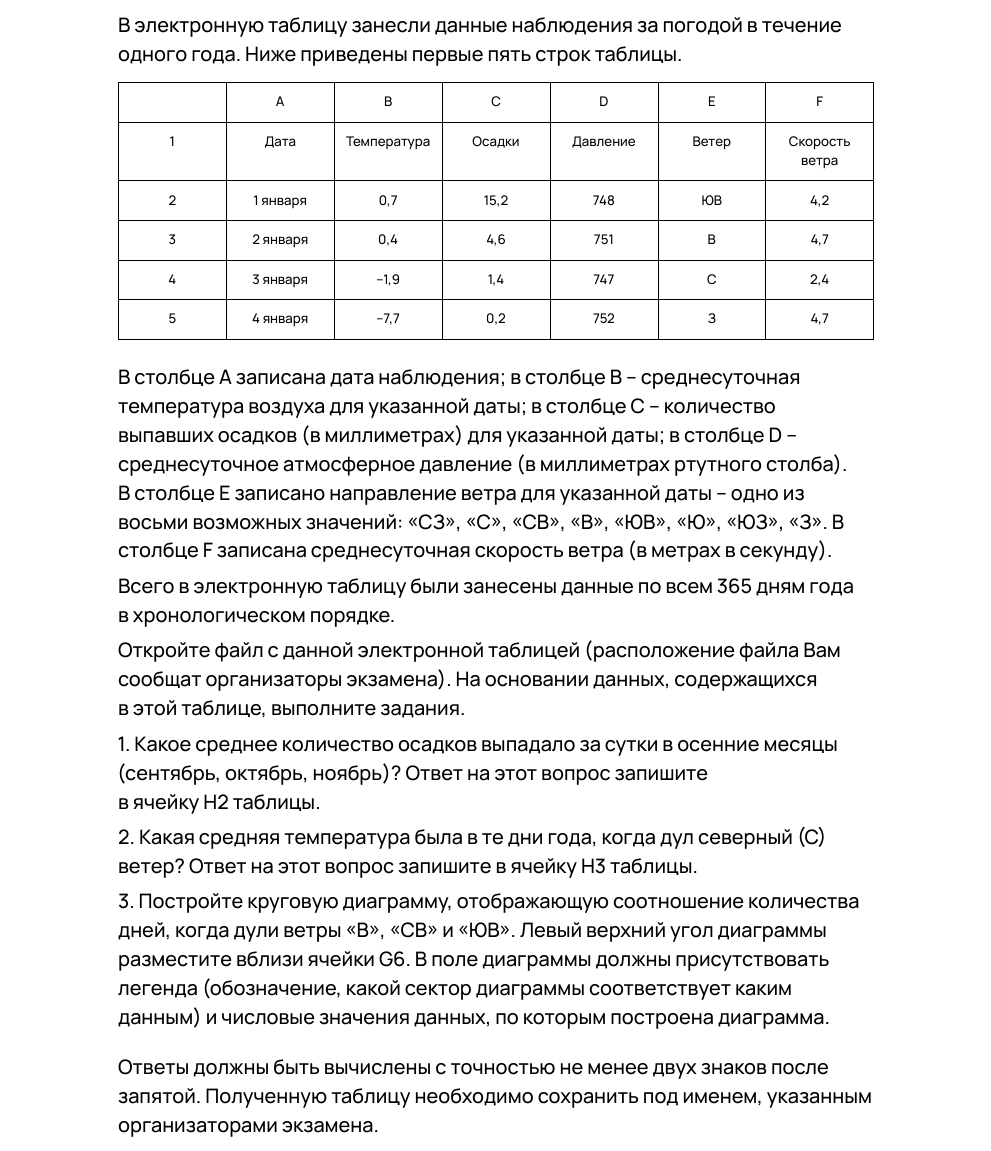 В электронную таблицу занесли данные наблюдения за погодой в течение
одного года. Ниже приведены первые пять строк таблицы.
A B C D E F
1 Дата Температура Осадки Давление Ветер Скорость
ветра
2 1 января 0,7 15,2 748 ЮВ 4,2
3 2 января 0,4 4,6 751 В 4,7
4 3 января –1,9 1,4 747 С 2,4
5 4 января –7,7 0,2 752 З 4,7
В столбце A записана дата наблюдения; в столбце B – среднесуточная
температура воздуха для указанной даты; в столбце C – количество
выпавших осадков (в миллиметрах) для указанной даты; в столбце D –
среднесуточное атмосферное давление (в миллиметрах ртутного столба).
В столбце E записано направление ветра для указанной даты – одно из
восьми возможных значений: «СЗ», «С», «СВ», «В», «ЮВ», «Ю», «ЮЗ», «З». В
столбце F записана среднесуточная скорость ветра (в метрах в секунду).
Всего в электронную таблицу были занесены данные по всем 365 дням года
в хронологическом порядке.
Откройте файл с данной электронной таблицей (расположение файла Вам
сообщат организаторы экзамена). На основании данных, содержащихся
в этой таблице, выполните задания.
1. Какое среднее количество осадков выпадало за сутки в осенние месяцы
(сентябрь, октябрь, ноябрь)? Ответ на этот вопрос запишите
в ячейку H2 таблицы.
2. Какая средняя температура была в те дни года, когда дул северный (С)
ветер? Ответ на этот вопрос запишите в ячейку H3 таблицы.
3. Постройте круговую диаграмму, отображающую соотношение количества
дней, когда дули ветры «В», «СВ» и «ЮВ». Левый верхний угол диаграммы
разместите вблизи ячейки G6. В поле диаграммы должны присутствовать
легенда (обозначение, какой сектор диаграммы соответствует каким
данным) и числовые значения данных, по которым построена диаграмма.
Ответы должны быть вычислены с точностью не менее двух знаков после
запятой. Полученную таблицу необходимо сохранить под именем, указанным
организаторами экзамена.